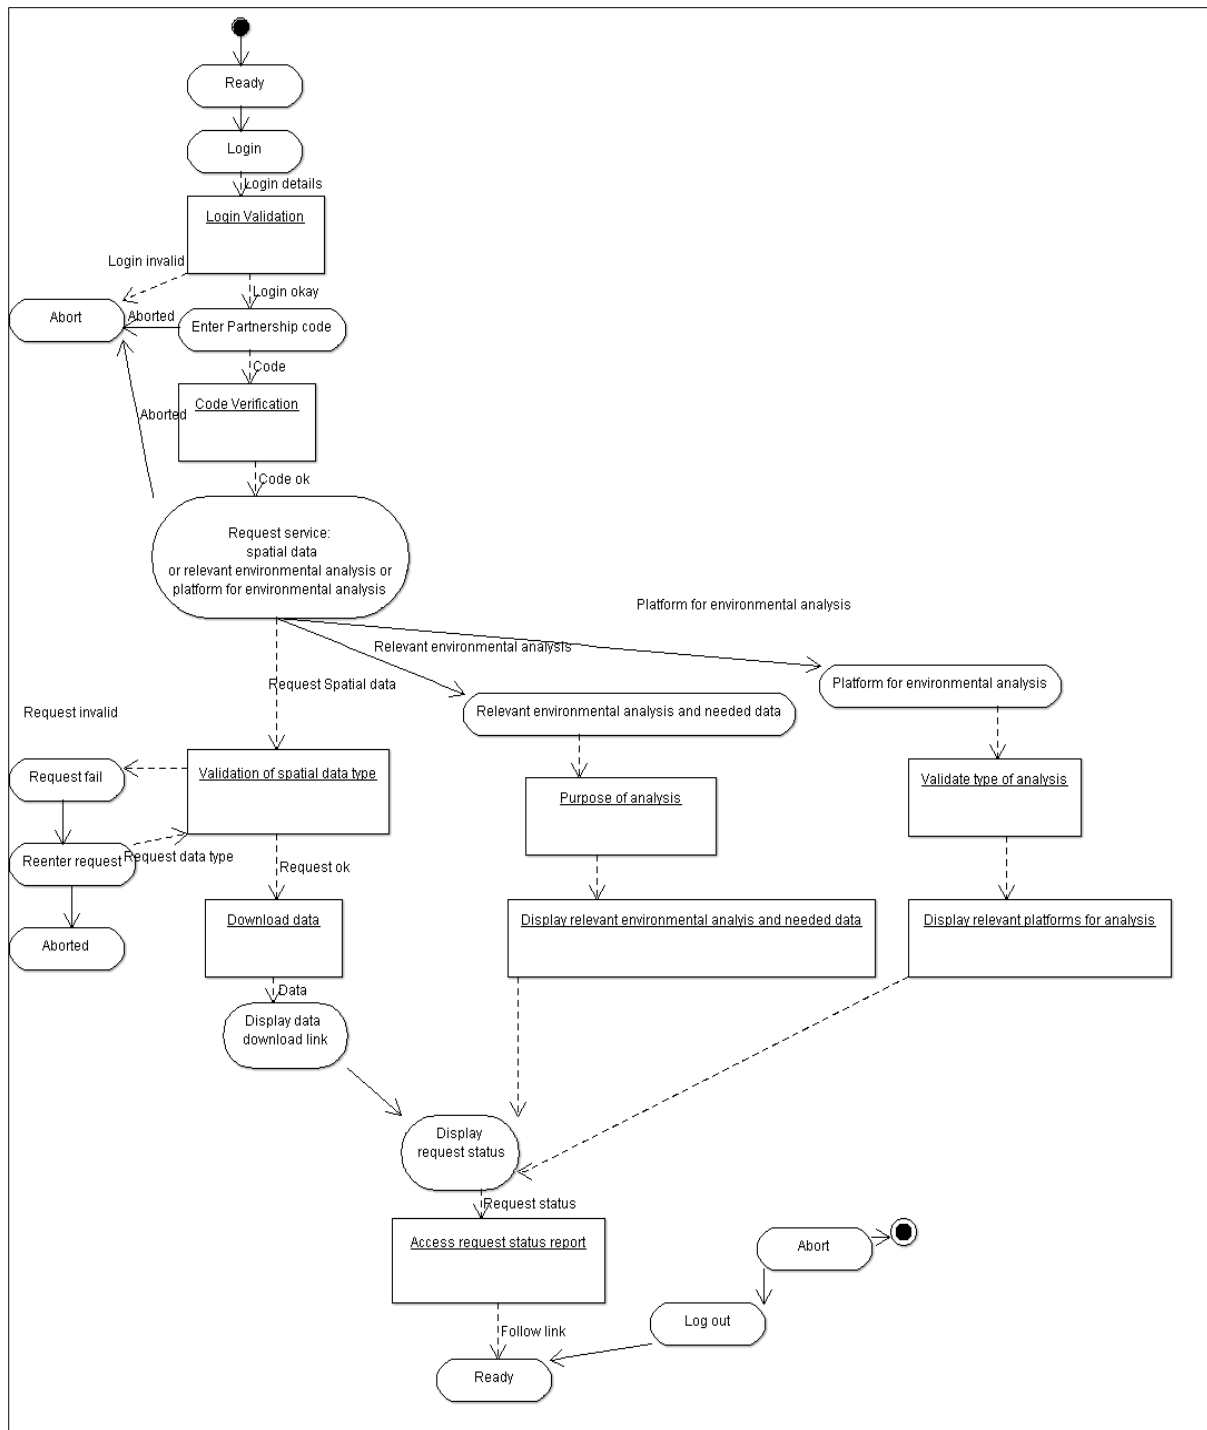 Ready
Login
Login details
Login Validation
Login invalid
Login okay
Abort
Aborted
Enter Partnership code
Code
Code Verification
Aborted
Code ok
Request service:
spatial data
or relevant environmental analysis or
platform for environmental analysis
Platform for environmental analysis
Relevant environmental analysis
Request Spatial data
Platform for environmental analysis
Relevant environmental analysis and needed data
Request invalid
Request fail
Validation of spatial data type
Validate type of analysis
Purpose of analysis
Reenter request
Request data type
Request ok
Download data
Display relevant environmental analyis and needed data
Display relevant platforms for analysis
Aborted
Data
Display data
download link
Display
request status
Request status
Access request status report
Abort
Log out
Follow link
Ready